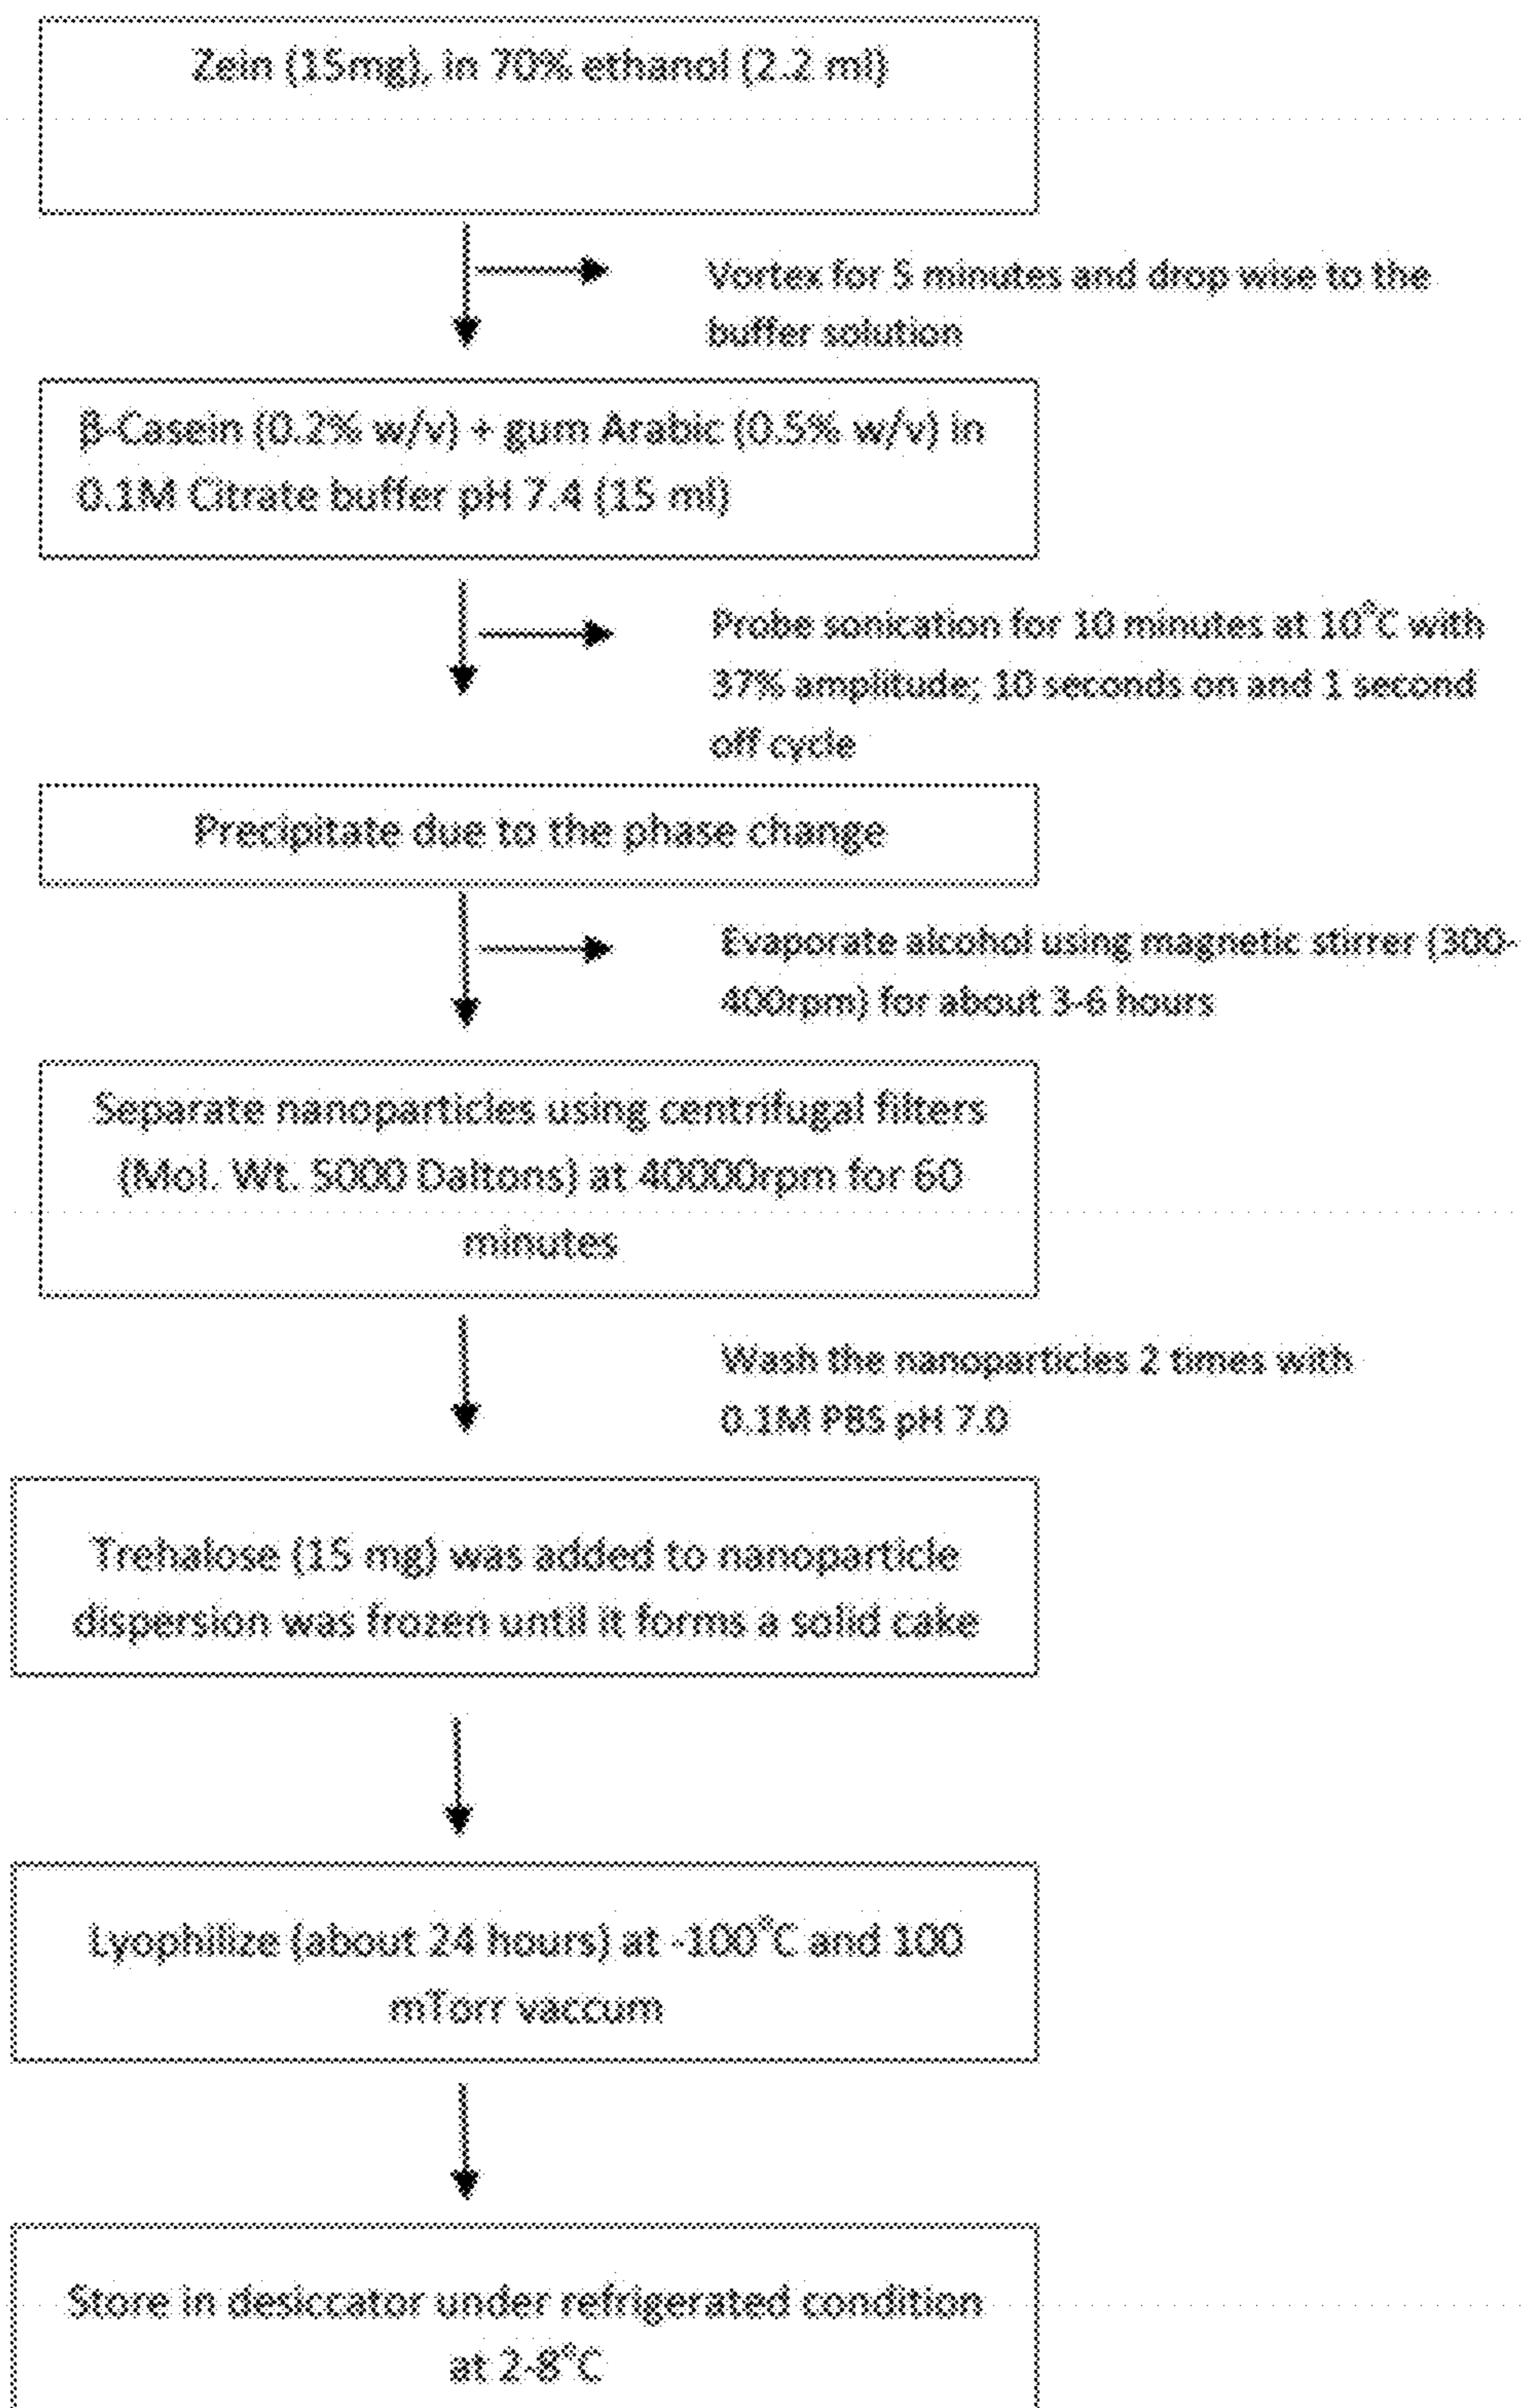 Zein (15mg), in 70% ethanol (2.2 ml)
Vortex for 5 minutes and drop wise to the
buffer solution
β-Casein (0.2% w/v) + gum Arabic (0.5% w/v) in
0.1M Citrate buffer pH 7.4 (15 ml)
Probe sonication for 10 minutes at 10°C with
37% amplitude; 10 seconds on and 1 second
off cycle
Precipitate due to the phase change
Evaporate alcohol using magnetic stirrer (300-
400rpm) for about 3-6 hours
Separate nanoparticles using centrifugal filters
(Mol. Wt. 5000 Daltons) at 40000rpm for 60
minutes
Wash the nanoparticles 2 times with
0.1M PBS pH 7.0
Trehalose (15 mg) was added to nanoparticle
dispersion was frozen until it forms a solid cake
Lyophilize (about 24 hours) at -100°C and 100
mTorr vaccum
Store in desiccator under refrigerated condition
at 2-8°C